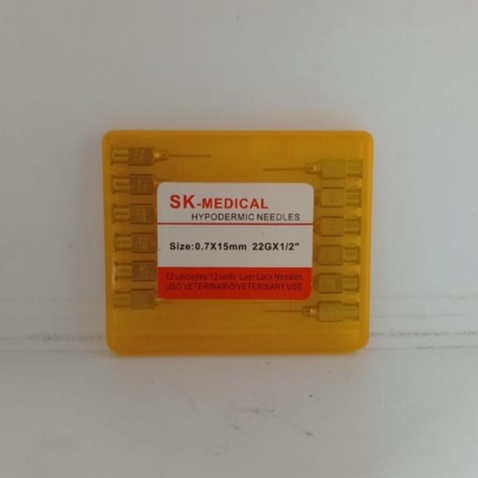 SK-MEDICAL
HYPODERMIC NEEDLES
Size:0.7X15mm 22GX1/2"
12 unidades/12 units Luer Lock Needles
USO VETERINARIO/VETERINARY USE